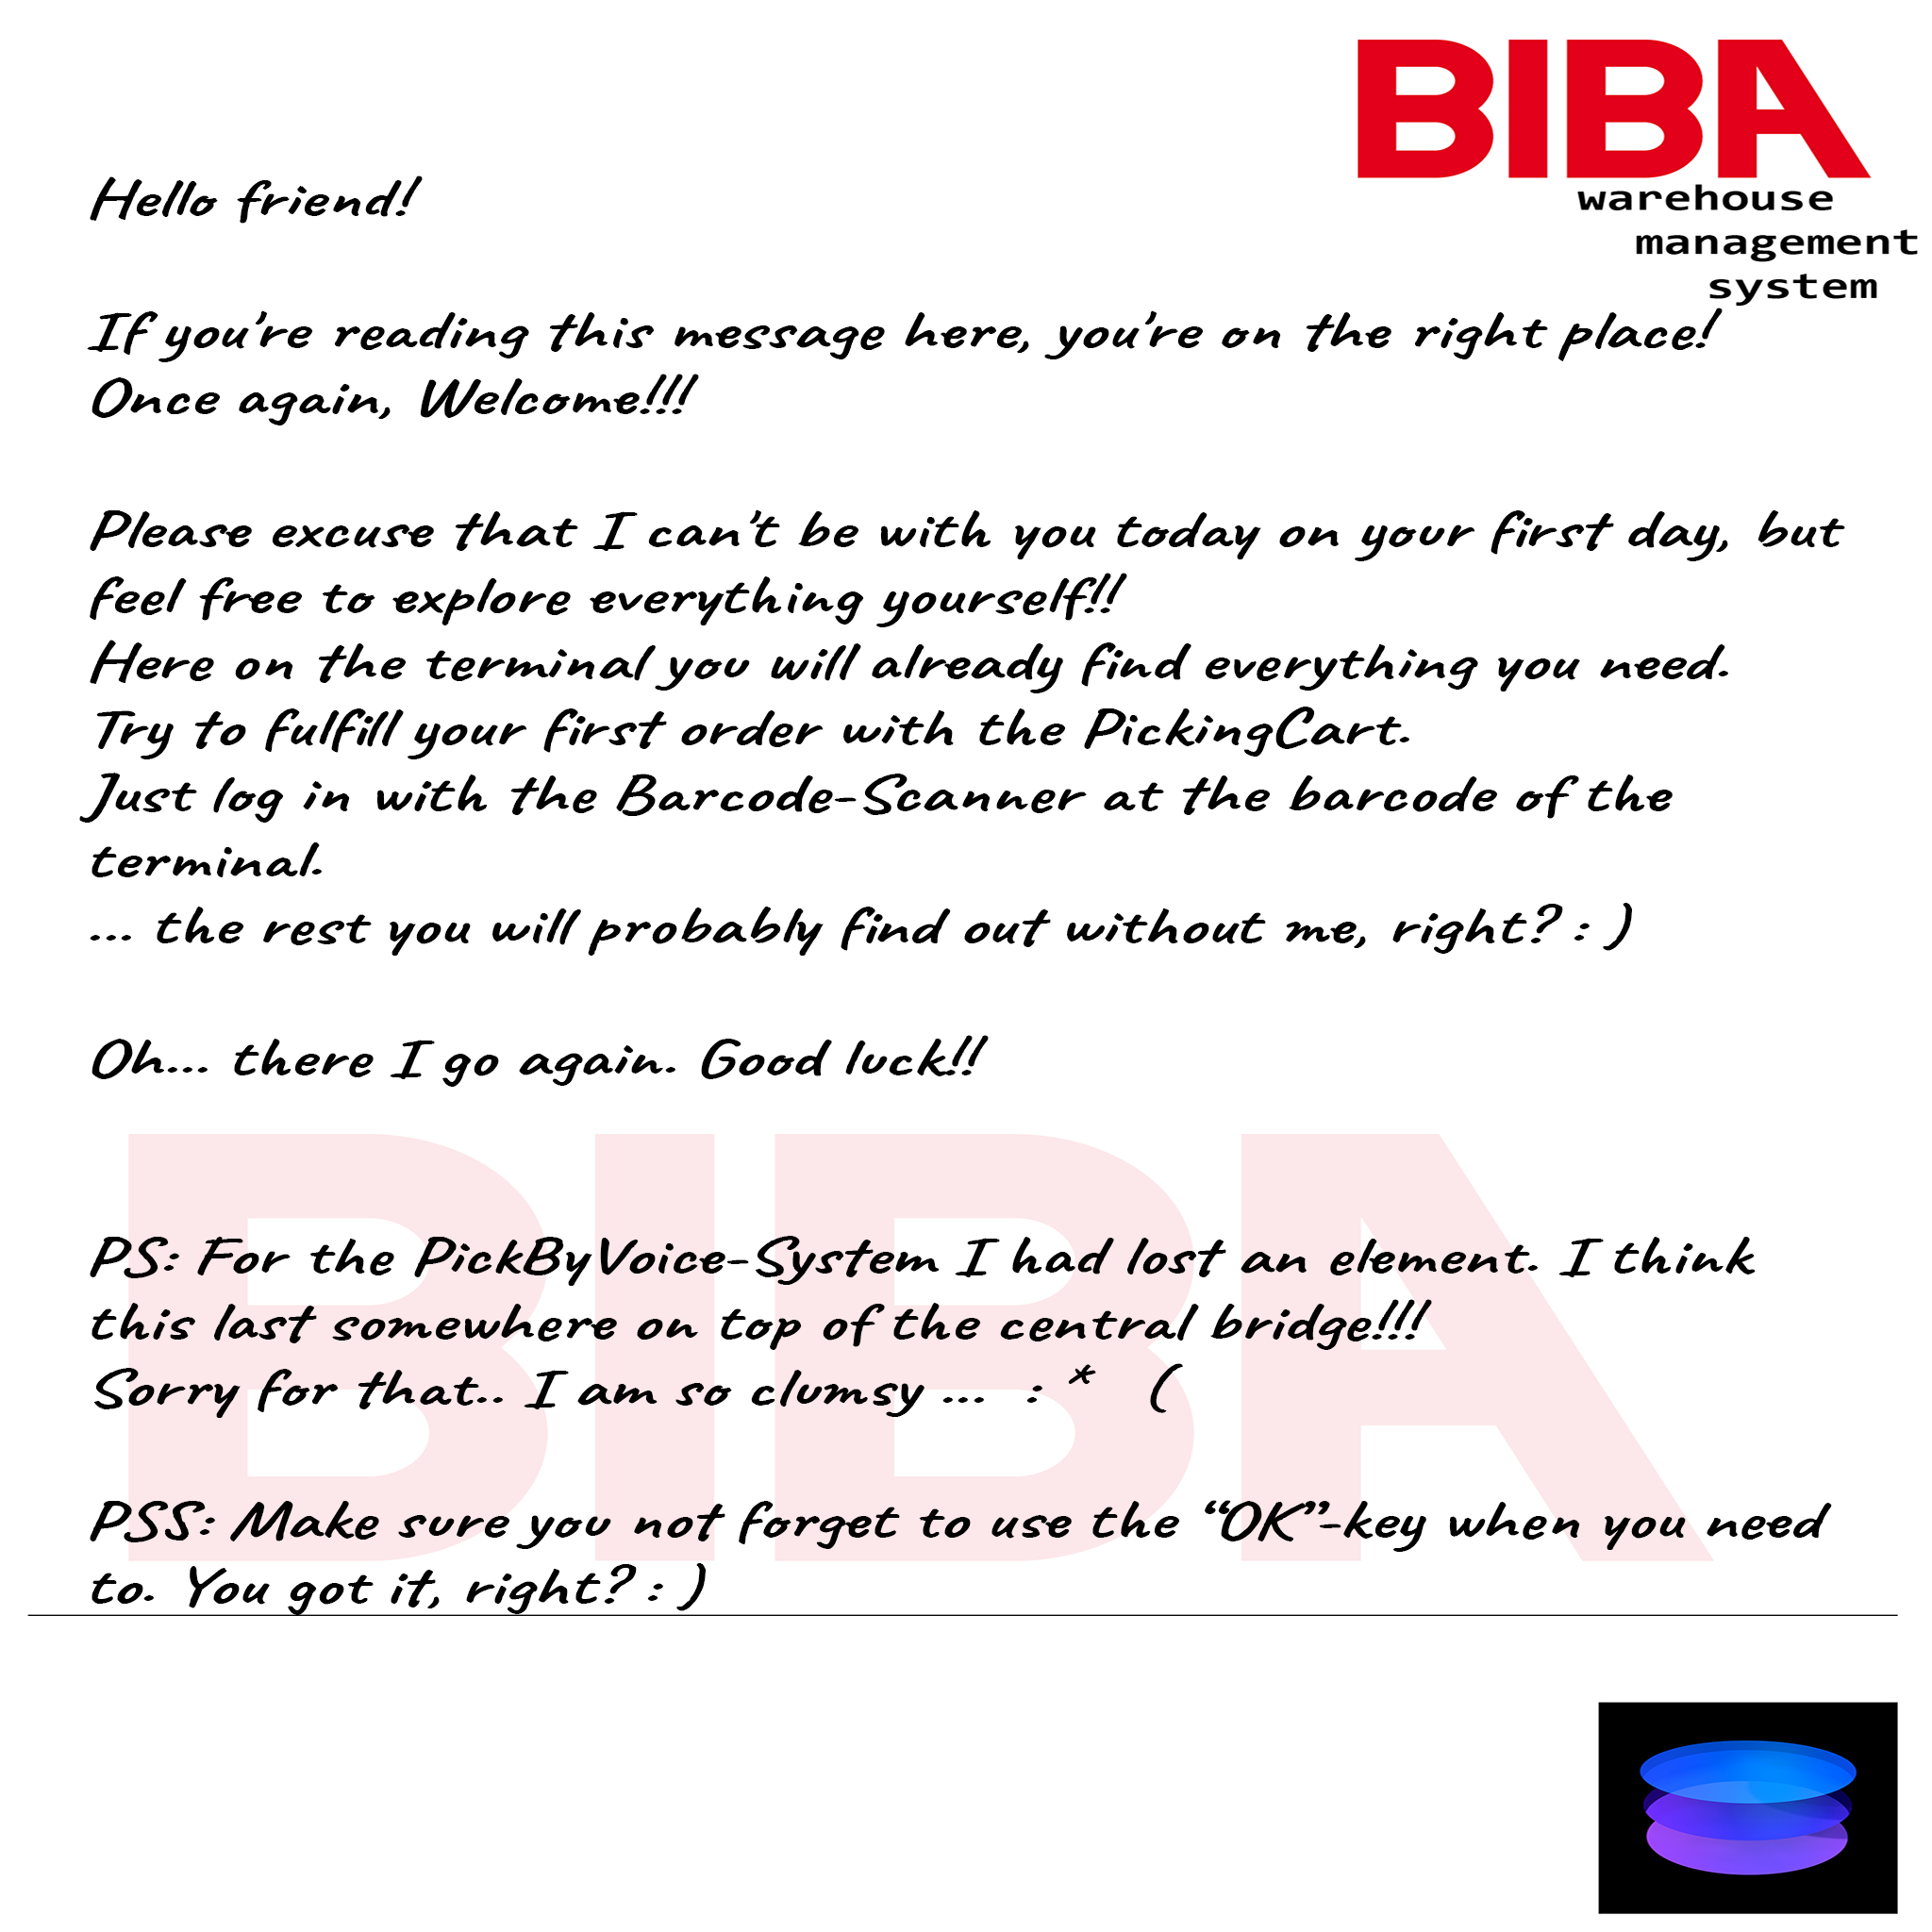 BIBA
warehouse
management
system
Hello friend!
If you're reading this message here, you're on the right place!
Once again, Welcome!!!
Please excuse that I can't be with you today on your first day, but
feel free to explore everything yourself!!
Here on the terminal you will already find everything you need.
Try to fulfill your first order with the PickingCart.
Just log in with the Barcode-Scanner at the barcode of the
terminal.
... the rest you will probably find out without me, right? : )
Oh... there I go again. Good luck!!
BIBA
PS: For the PickByVoice-System I had lost an element. I think
this last somewhere on top of the central bridge!!!
Sorry for that.. I am so clumsy ... : * (
PSS: Make sure you not forget to use the “OK”-key when you need
to. You got it, right? : )